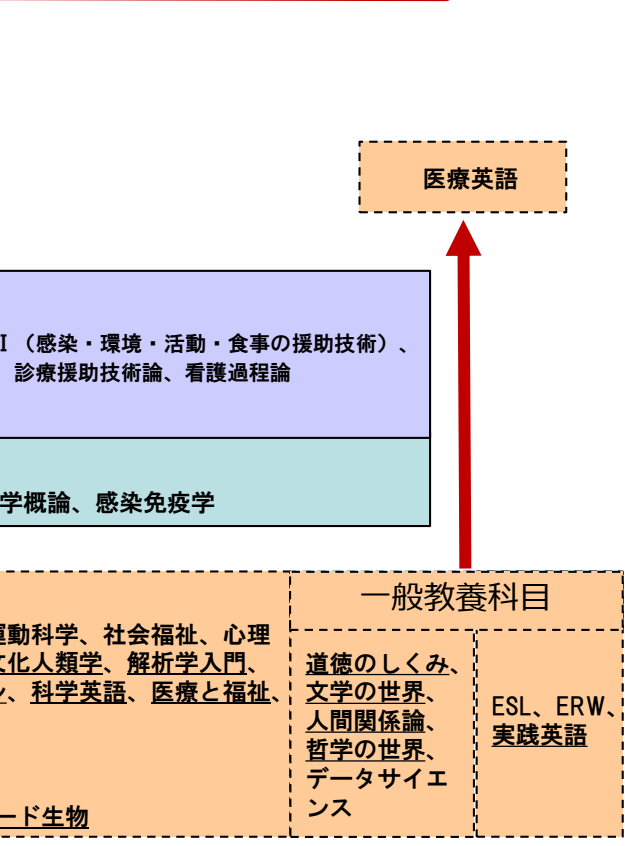 医療英語
Ⅰ（感染・環境・活動・食事の援助技術）、
診療援助技術論、看護過程論
学概論、感染免疫学
一般教養科目
運動科学、社会福祉、心理
文化人類学、解析学入門、
、科学英語、医療と福祉、
ード生物
道徳のしくみ、
文学の世界、
人間関係論、
哲学の世界、
データサイエ
ンス
ESL、ERW、
実践英語